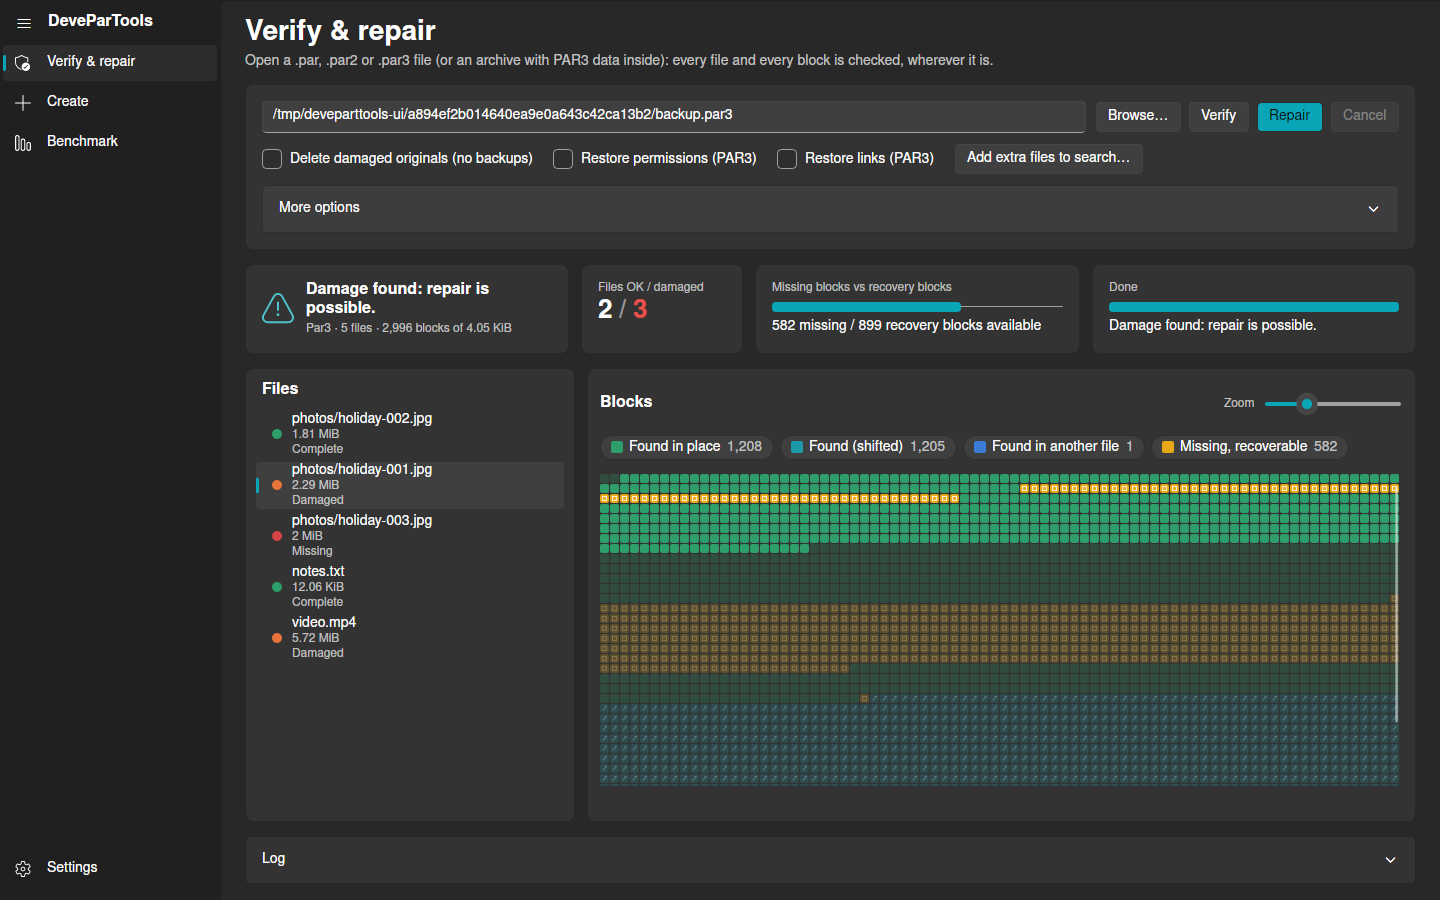 DeveParTools
Verify & repair
Create
Benchmark
Settings
Verify & repair
Open a .par, .par2 or .par3 file (or an archive with PAR3 data inside): every file and every block is checked, wherever it is.
/tmp/deveparttools-ui/a894ef2b014640ea9e0a643c42ca13b2/backup.par3
Browse...
Verify
Repair
Cancel
Delete damaged originals (no backups)
Restore permissions (PAR3)
Restore links (PAR3)
Add extra files to search...
More options
Damage found: repair is
possible.
Par3 · 5 files · 2,996 blocks of 4.05 KiB
Files OK / damaged
2 / 3
Missing blocks vs recovery blocks
582 missing / 899 recovery blocks available
Done
Damage found: repair is possible.
Files
photos/holiday-002.jpg
1.81 MiB
Complete
photos/holiday-001.jpg
2.29 MiB
Damaged
photos/holiday-003.jpg
2 MiB
Missing
notes.txt
12.06 KiB
Complete
video.mp4
5.72 MiB
Damaged
Blocks
Zoom
Found in place 1,208
Found (shifted) 1,205
Found in another file 1
Missing, recoverable 582
Log